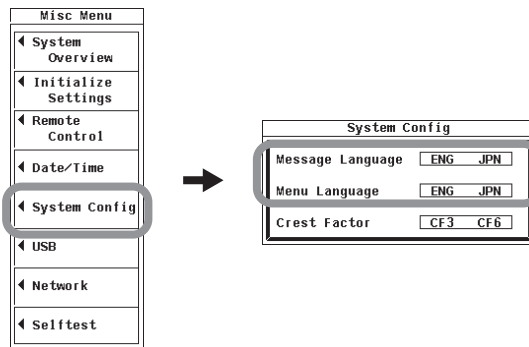 Misc Menu
System
Overview
Initialize
Settings
Remote
Control
Date/Time
System Config
USB
Network
Selftest
System Config
Message Language ENG JPN
Menu Language ENG JPN
Crest Factor CF3 CF6